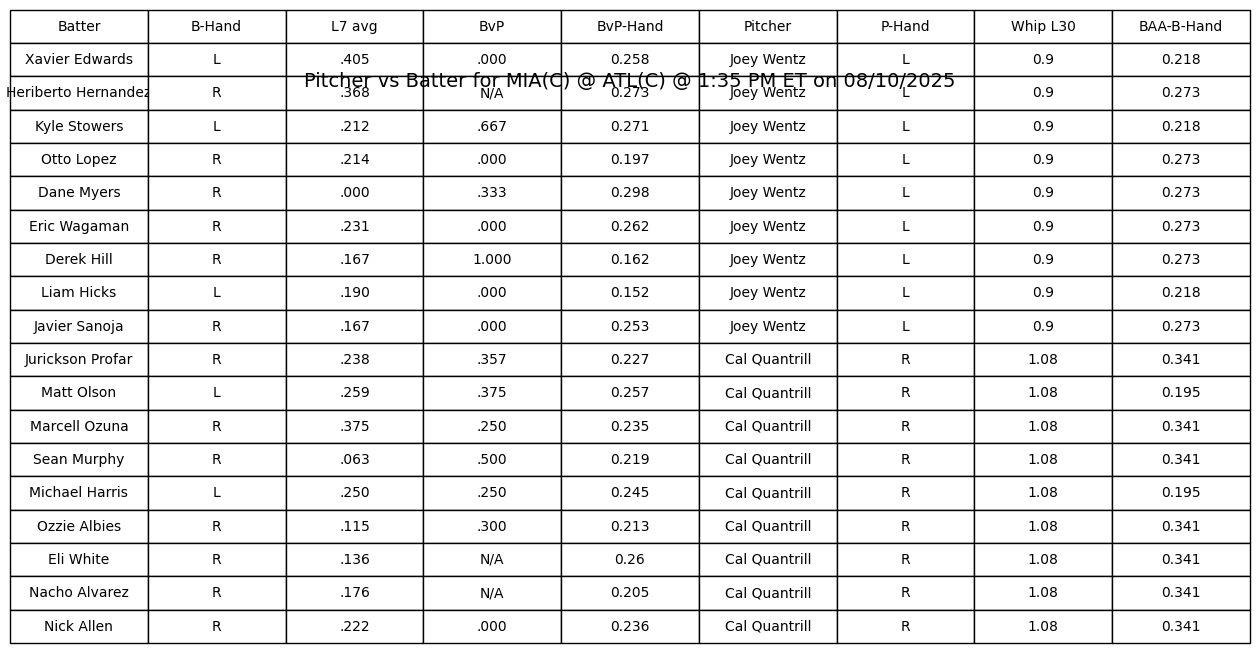 Batter B-Hand L7 avg BvP BvP-Hand Pitcher P-Hand Whip L30 BAA-B-Hand
Xavier Edwards L .405 .000 0.258 Joey Wentz L 0.9 0.218
Pitcher vs Batter for MIA(C) @ ATL(C) @ 1:35 PM ET on 08/10/2025
Heriberto Hernandez R .368 N/A 0.273 Joey Wentz L 0.9 0.273
Kyle Stowers L .212 .667 0.271 Joey Wentz L 0.9 0.218
Otto Lopez R .214 .000 0.197 Joey Wentz L 0.9 0.273
Dane Myers R .000 .333 0.298 Joey Wentz L 0.9 0.273
Eric Wagaman R .231 .000 0.262 Joey Wentz L 0.9 0.273
Derek Hill R .167 1.000 0.162 Joey Wentz L 0.9 0.273
Liam Hicks L .190 .000 0.152 Joey Wentz L 0.9 0.218
Javier Sanoja R .167 .000 0.253 Joey Wentz L 0.9 0.273
Jurickson Profar R .238 .357 0.227 Cal Quantrill R 1.08 0.341
Matt Olson L .259 .375 0.257 Cal Quantrill R 1.08 0.195
Marcell Ozuna R .375 .250 0.235 Cal Quantrill R 1.08 0.341
Sean Murphy R .063 .500 0.219 Cal Quantrill R 1.08 0.341
Michael Harris L .250 .250 0.245 Cal Quantrill R 1.08 0.195
Ozzie Albies R .115 .300 0.213 Cal Quantrill R 1.08 0.341
Eli White R .136 N/A 0.26 Cal Quantrill R 1.08 0.341
Nacho Alvarez R .176 N/A 0.205 Cal Quantrill R 1.08 0.341
Nick Allen R .222 .000 0.236 Cal Quantrill R 1.08 0.341